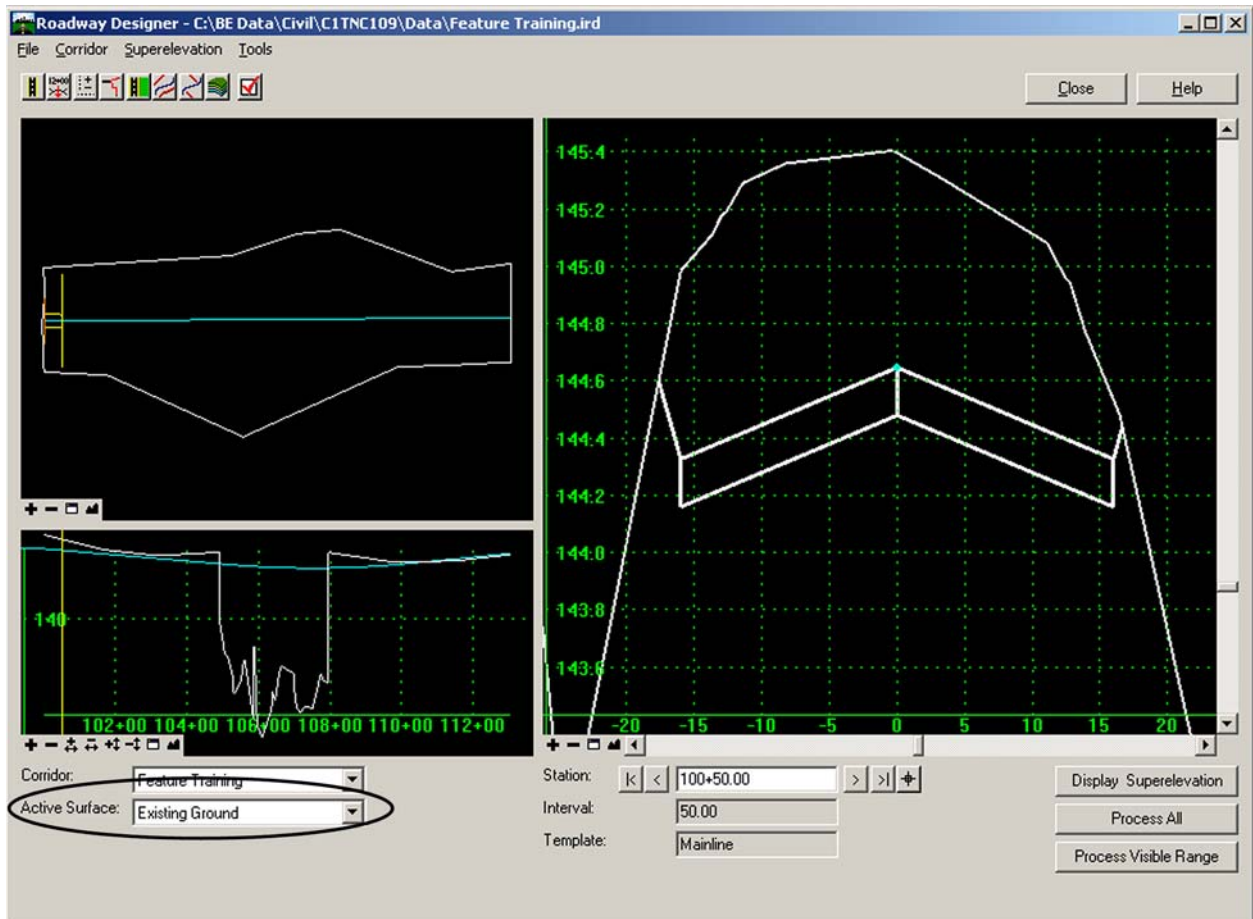 Roadway Designer - C:\BE Data\Civil\C1TNC109\Data\Feature Training.ird
File Corridor Superelevation Tools
12+00
Close Help
145.4
145.2
145.0
144.8
144.6
144.4
144.2
144.0
143.8
143.6
-20 -15 -10 -5 0 5 10 15 20
140
102+00 104+00 106+00 108+00 110+00 112+00
Corridor: Feature Training
Active Surface: Existing Ground
Station: 100+50.00
Interval: 50.00
Template: Mainline
Display Superelevation
Process All
Process Visible Range